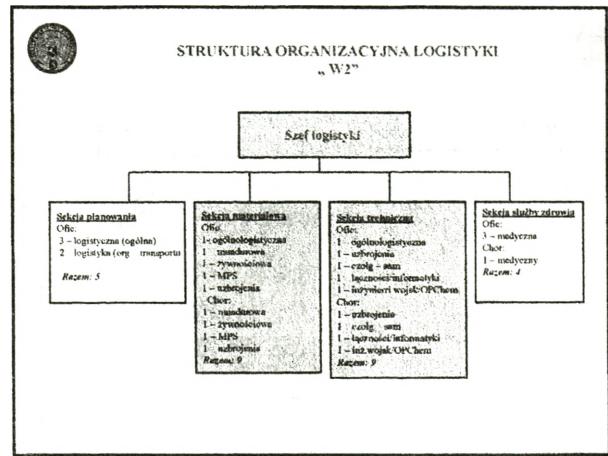 STRUKTURA ORGANIZACYJNA LOGISTYKI
„ W2”
Szef logistyki
Sekcja planowania
Ofic:
3 – logistyczna (ogólna)
2 logistyka (org transportu
Razem: 5
Sekcja materiałowa
Ofic:
1- ogólnologistyczna
1 mundurowa
1 – żywnościowa
1 – MPS
1 – uzbrojenia
Chor:
1 – mundurowa
1 – żywnościowa
1 – MPS
1 – uzbrojenia
Razem: 9
Sekcja techniczna
Ofic:
1 ogólnologistyczna
1 – uzbrojenia
1 – czołg – sam
1 łączności/informatyki
1 – inżynierii wojsk/OPChem
Chor:
1 – uzbrojenie
1 czołg – sam
1 – łączności/informatyki
1 – inż.wojsk/OPChem
Razem: 9
Sekcja służby zdrowia
Ofic:
3 – medyczna
Chor:
1 – medyczny
Razem: 4